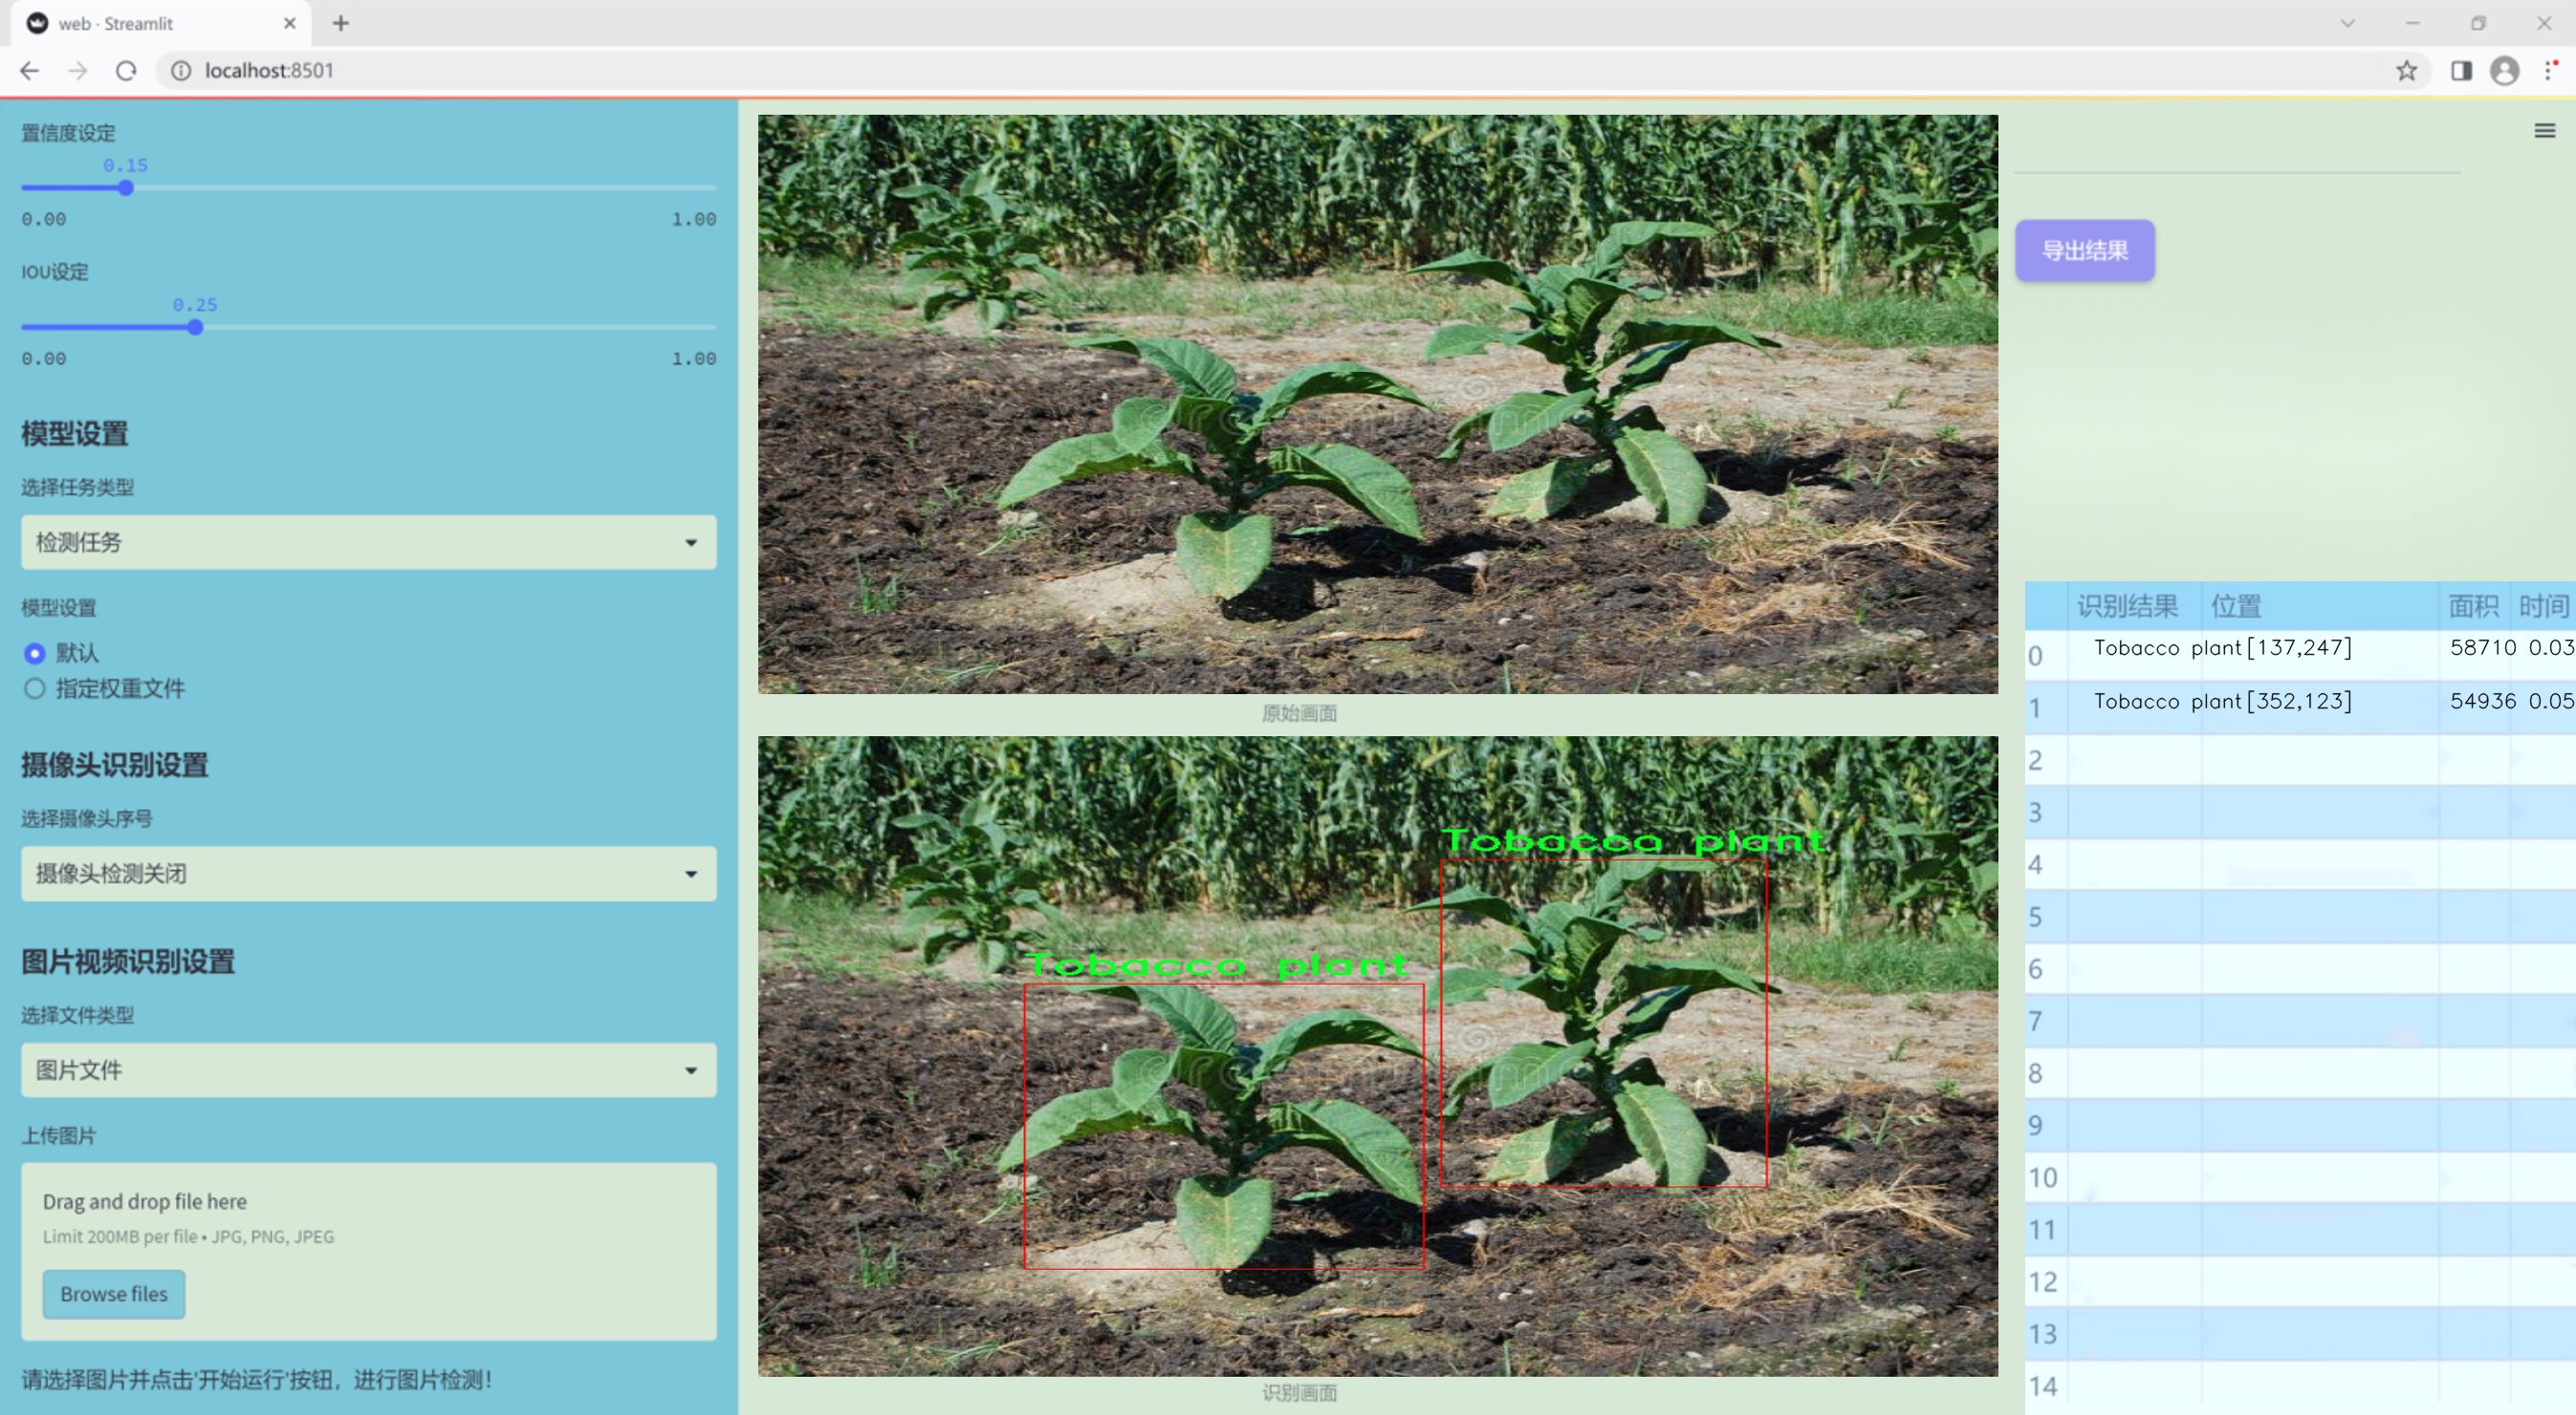 web · Streamlit
localhost:8501
置信度设定
0.15
0.00 1.00
IOU设定
0.25
0.00 1.00
模型设置
选择任务类型
检测任务
模型设置
默认
指定权重文件
摄像头识别设置
选择摄像头序号
摄像头检测关闭
图片视频识别设置
选择文件类型
图片文件
上传图片
Drag and drop file here
Limit 200MB per file • JPG, PNG, JPEG
Browse files
请选择图片并点击'开始运行'按钮，进行图片检测！
原始画面
Tobacco plant
Tobacco plant
识别画面
导出结果
识别结果 位置 面积 时间
0 Tobacco plant[137,247] 58710 0.03
1 Tobacco plant[352,123] 54936 0.05
2
3
4
5
6
7
8
9
10
11
12
13
14